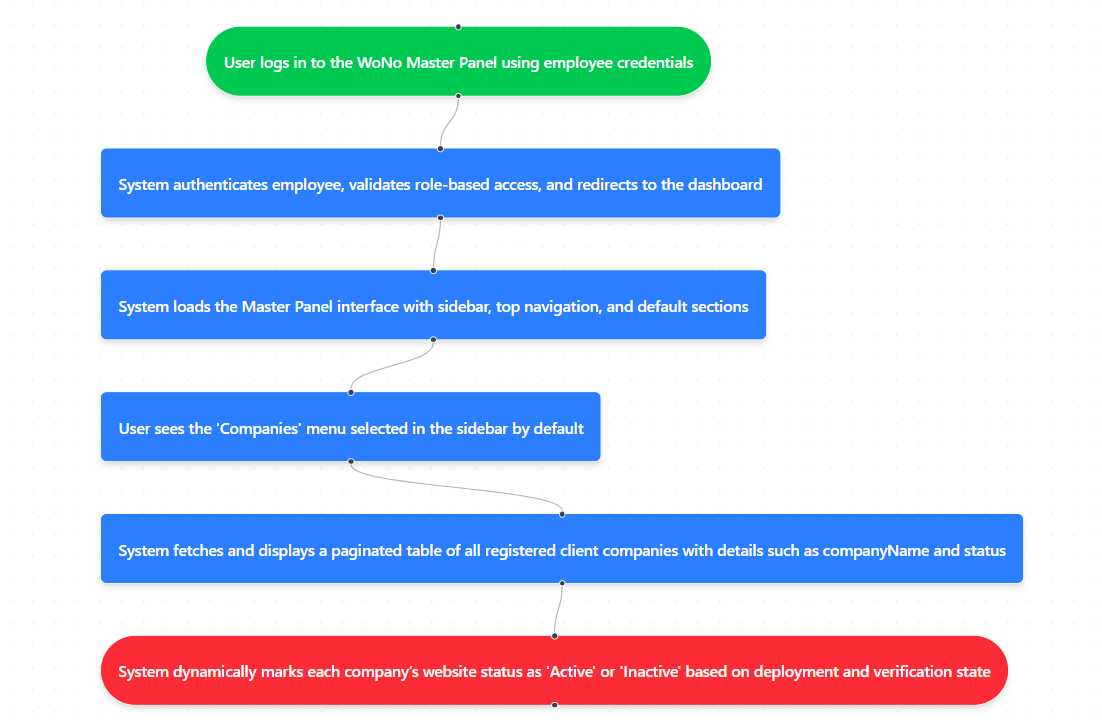 User logs in to the WoNo Master Panel using employee credentials
System authenticates employee, validates role-based access, and redirects to the dashboard
System loads the Master Panel interface with sidebar, top navigation, and default sections
User sees the 'Companies' menu selected in the sidebar by default
System fetches and displays a paginated table of all registered client companies with details such as companyName and status
System dynamically marks each company’s website status as 'Active' or 'Inactive' based on deployment and verification state